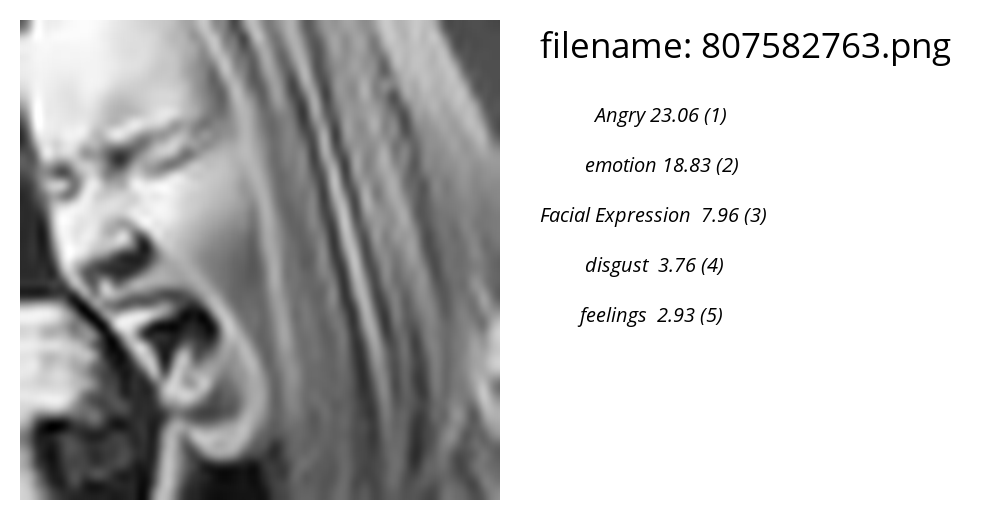 filename: 807582763.png
Angry 23.06 (1)
emotion 18.83 (2)
Facial Expression 7.96 (3)
disgust 3.76 (4)
feelings 2.93 (5)